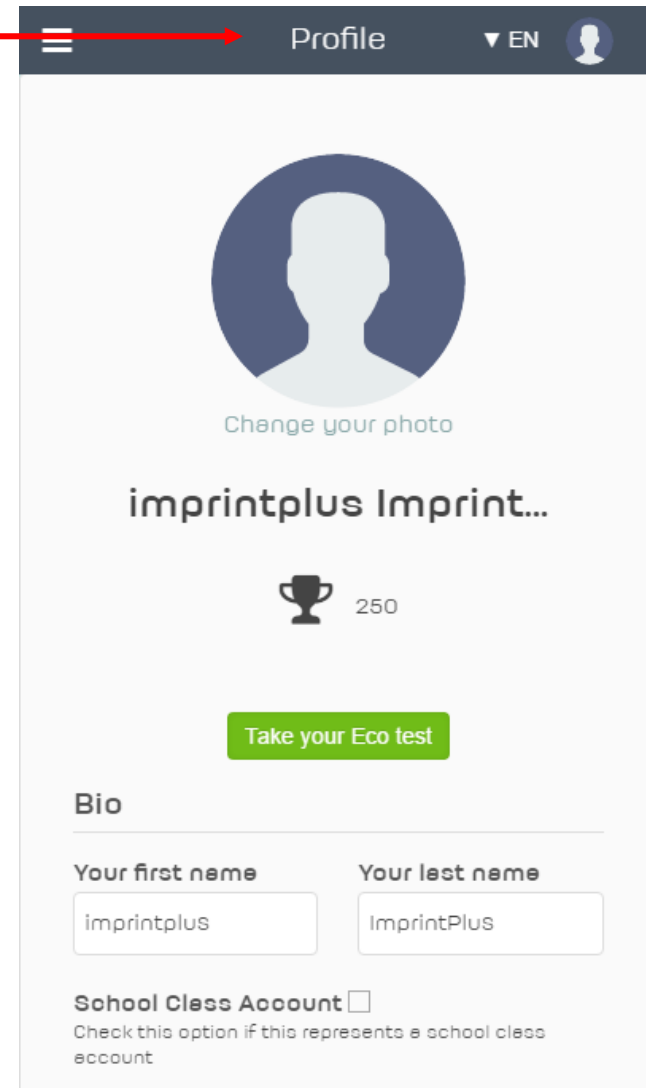 Profile
▼ EN
Change your photo
imprintplus Imprint...
250
Take your Eco test
Bio
Your first name
Your last name
imprintplus
ImprintPlus
School Class Account
Check this option if this represents a school class
account